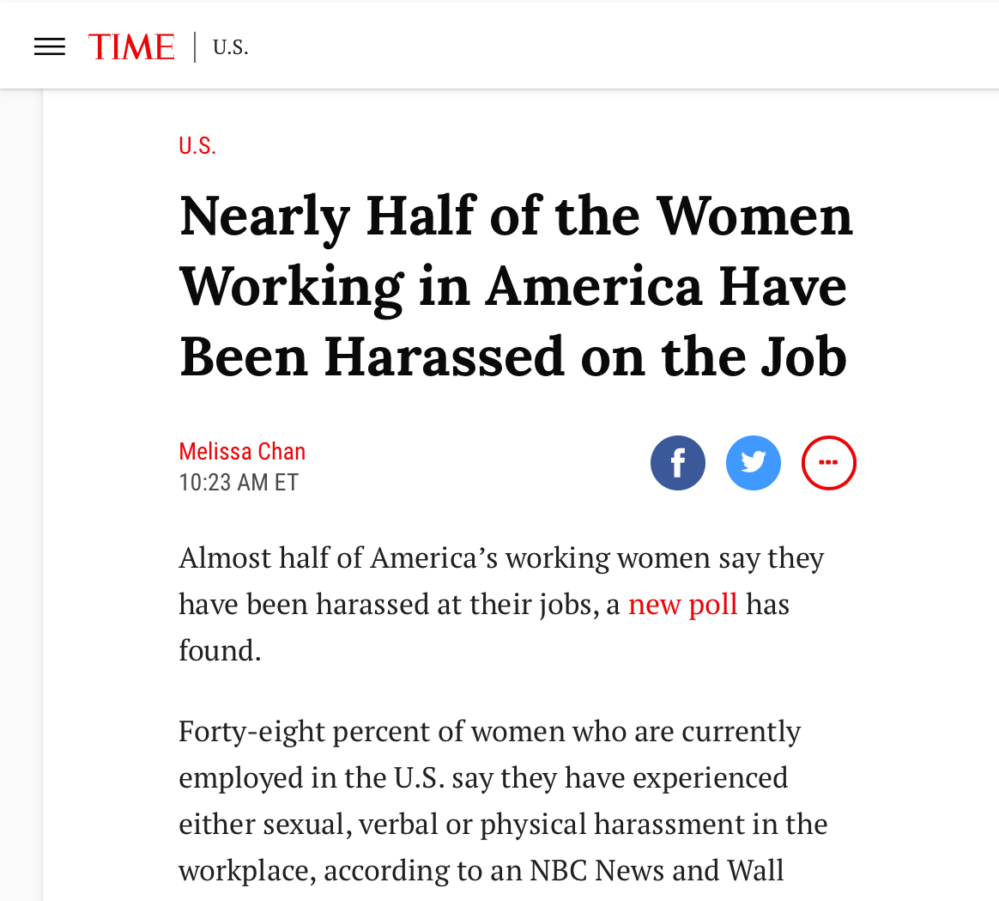 TIME | U.S.
U.S.
Nearly Half of the Women
Working in America Have
Been Harassed on the Job
Melissa Chan
10:23 AM ET
Almost half of America’s working women say they
have been harassed at their jobs, a new poll has
found.
Forty-eight percent of women who are currently
employed in the U.S. say they have experienced
either sexual, verbal or physical harassment in the
workplace, according to an NBC News and Wall